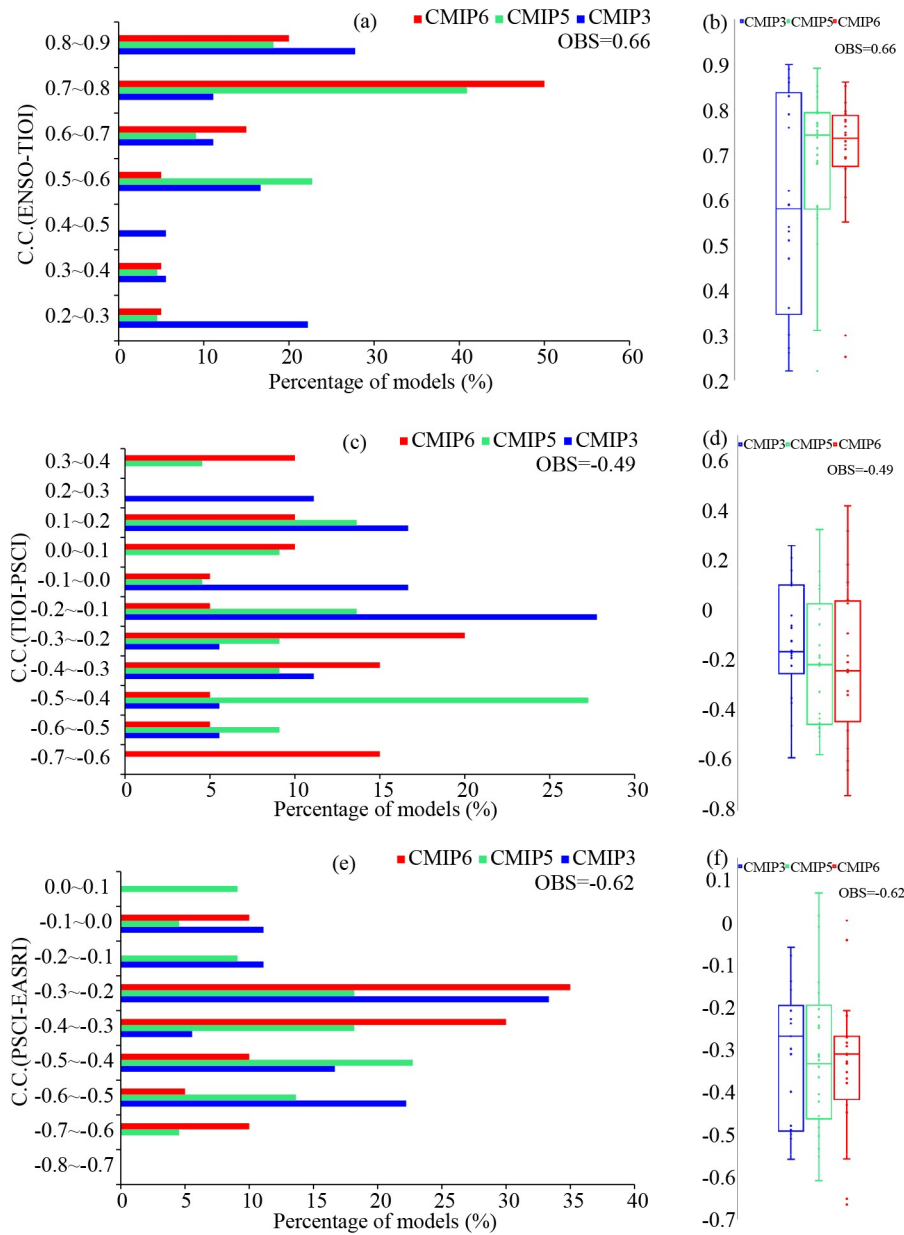 (a) CMIP6 CMIP5 CMIP3
OBS=0.66
C.C.(ENSO-TIOI)
0.8~0.9
0.7~0.8
0.6~0.7
0.5~0.6
0.4~0.5
0.3~0.4
0.2~0.3
0 10 20 30 40 50 60
Percentage of models (%)
(b)
CMIP3 CMIP5 CMIP6
OBS=0.66
0.9
0.8
0.7
0.6
0.5
0.4
0.3
0.2
(c) CMIP6 CMIP5 CMIP3
OBS=-0.49
C.C.(TIOI-PSCI)
0.3~0.4
0.2~0.3
0.1~0.2
0.0~0.1
-0.1~0.0
-0.2~-0.1
-0.3~-0.2
-0.4~-0.3
-0.5~-0.4
-0.6~-0.5
-0.7~-0.6
0 5 10 15 20 25 30
Percentage of models (%)
(d)
CMIP3 CMIP5 CMIP6
OBS=-0.49
0.6
0.4
0.2
0
-0.2
-0.4
-0.6
-0.8
(e) CMIP6 CMIP5 CMIP3
OBS=-0.62
C.C.(PSCI-EASRI)
0.0~0.1
-0.1~0.0
-0.2~-0.1
-0.3~-0.2
-0.4~-0.3
-0.5~-0.4
-0.6~-0.5
-0.7~-0.6
-0.8~-0.7
0 5 10 15 20 25 30 35 40
Percentage of models (%)
(f)
CMIP3 CMIP5 CMIP6
OBS=-0.62
0.1
0
-0.1
-0.2
-0.3
-0.4
-0.5
-0.6
-0.7